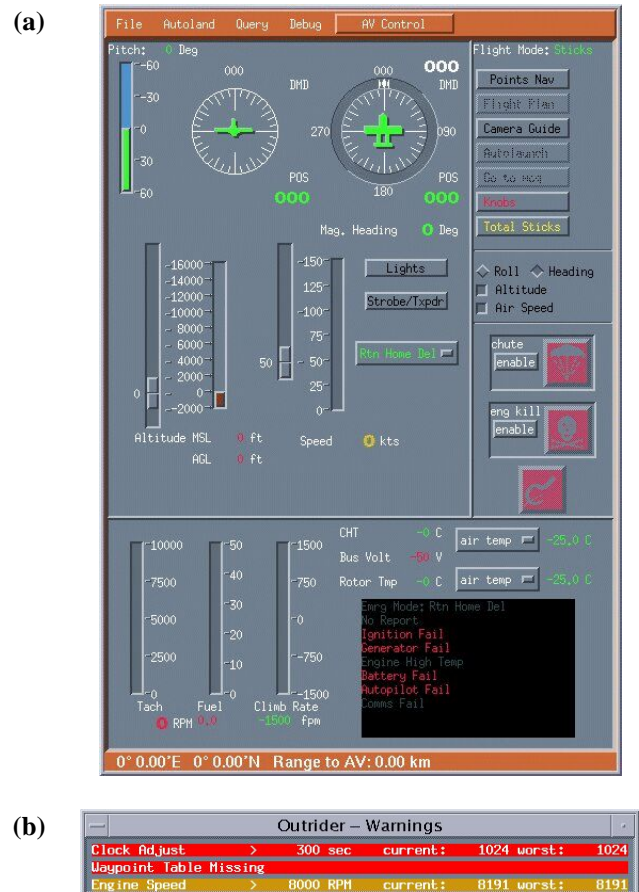 (a)
File Autoland Query Debug AV Control
Pitch: 0 Deg
Flight Mode: Sticks
-60
-30
-0
-30
-60
000
DMD
POS
000
000
000
DMD
270
090
180
POS
000
Mag. Heading 0 Deg
Points Nav
Flight Plan
Camera Guide
Autolaunch
Knobs
Total Sticks
Roll Heading
Altitude
Air Speed
0
-16000
-14000
-12000
-10000
-8000
-6000
-4000
-2000
0
-2000
Altitude MSL 0 ft
AGL 0 ft
50
-150
125-
-100
75-
-50
25-
0
Speed 0 kts
Lights
Strobe/Txpdr
Rtn Home Del
chute
enable
eng kill
enable
-10000
-7500
5000
-2500
-0
Tach
0 RPM
-50
-40
-30
-20
-10
-0
Fuel
0.0
-1500
-750
-0
-750
-1500
Climb Rate
-1500 fpm
CHT -0 C air temp -25.0 C
Bus Volt -50 V
Rotor Tmp -0 C air temp -25.0 C
Emrg Mode: Rtn Home Del
No Report
Ignition Fail
Generator Fail
Engine High Temp
Battery Fail
Autopilot Fail
Comms Fail
0° 0.00'E 0° 0.00'N Range to AV: 0.00 km
(b)
Outrider – Warnings
Clock Adjust > 300 sec current: 1024 worst: 1024
Waypoint Table Missing
Engine Speed > 8000 RPM current: 8191 worst: 8191